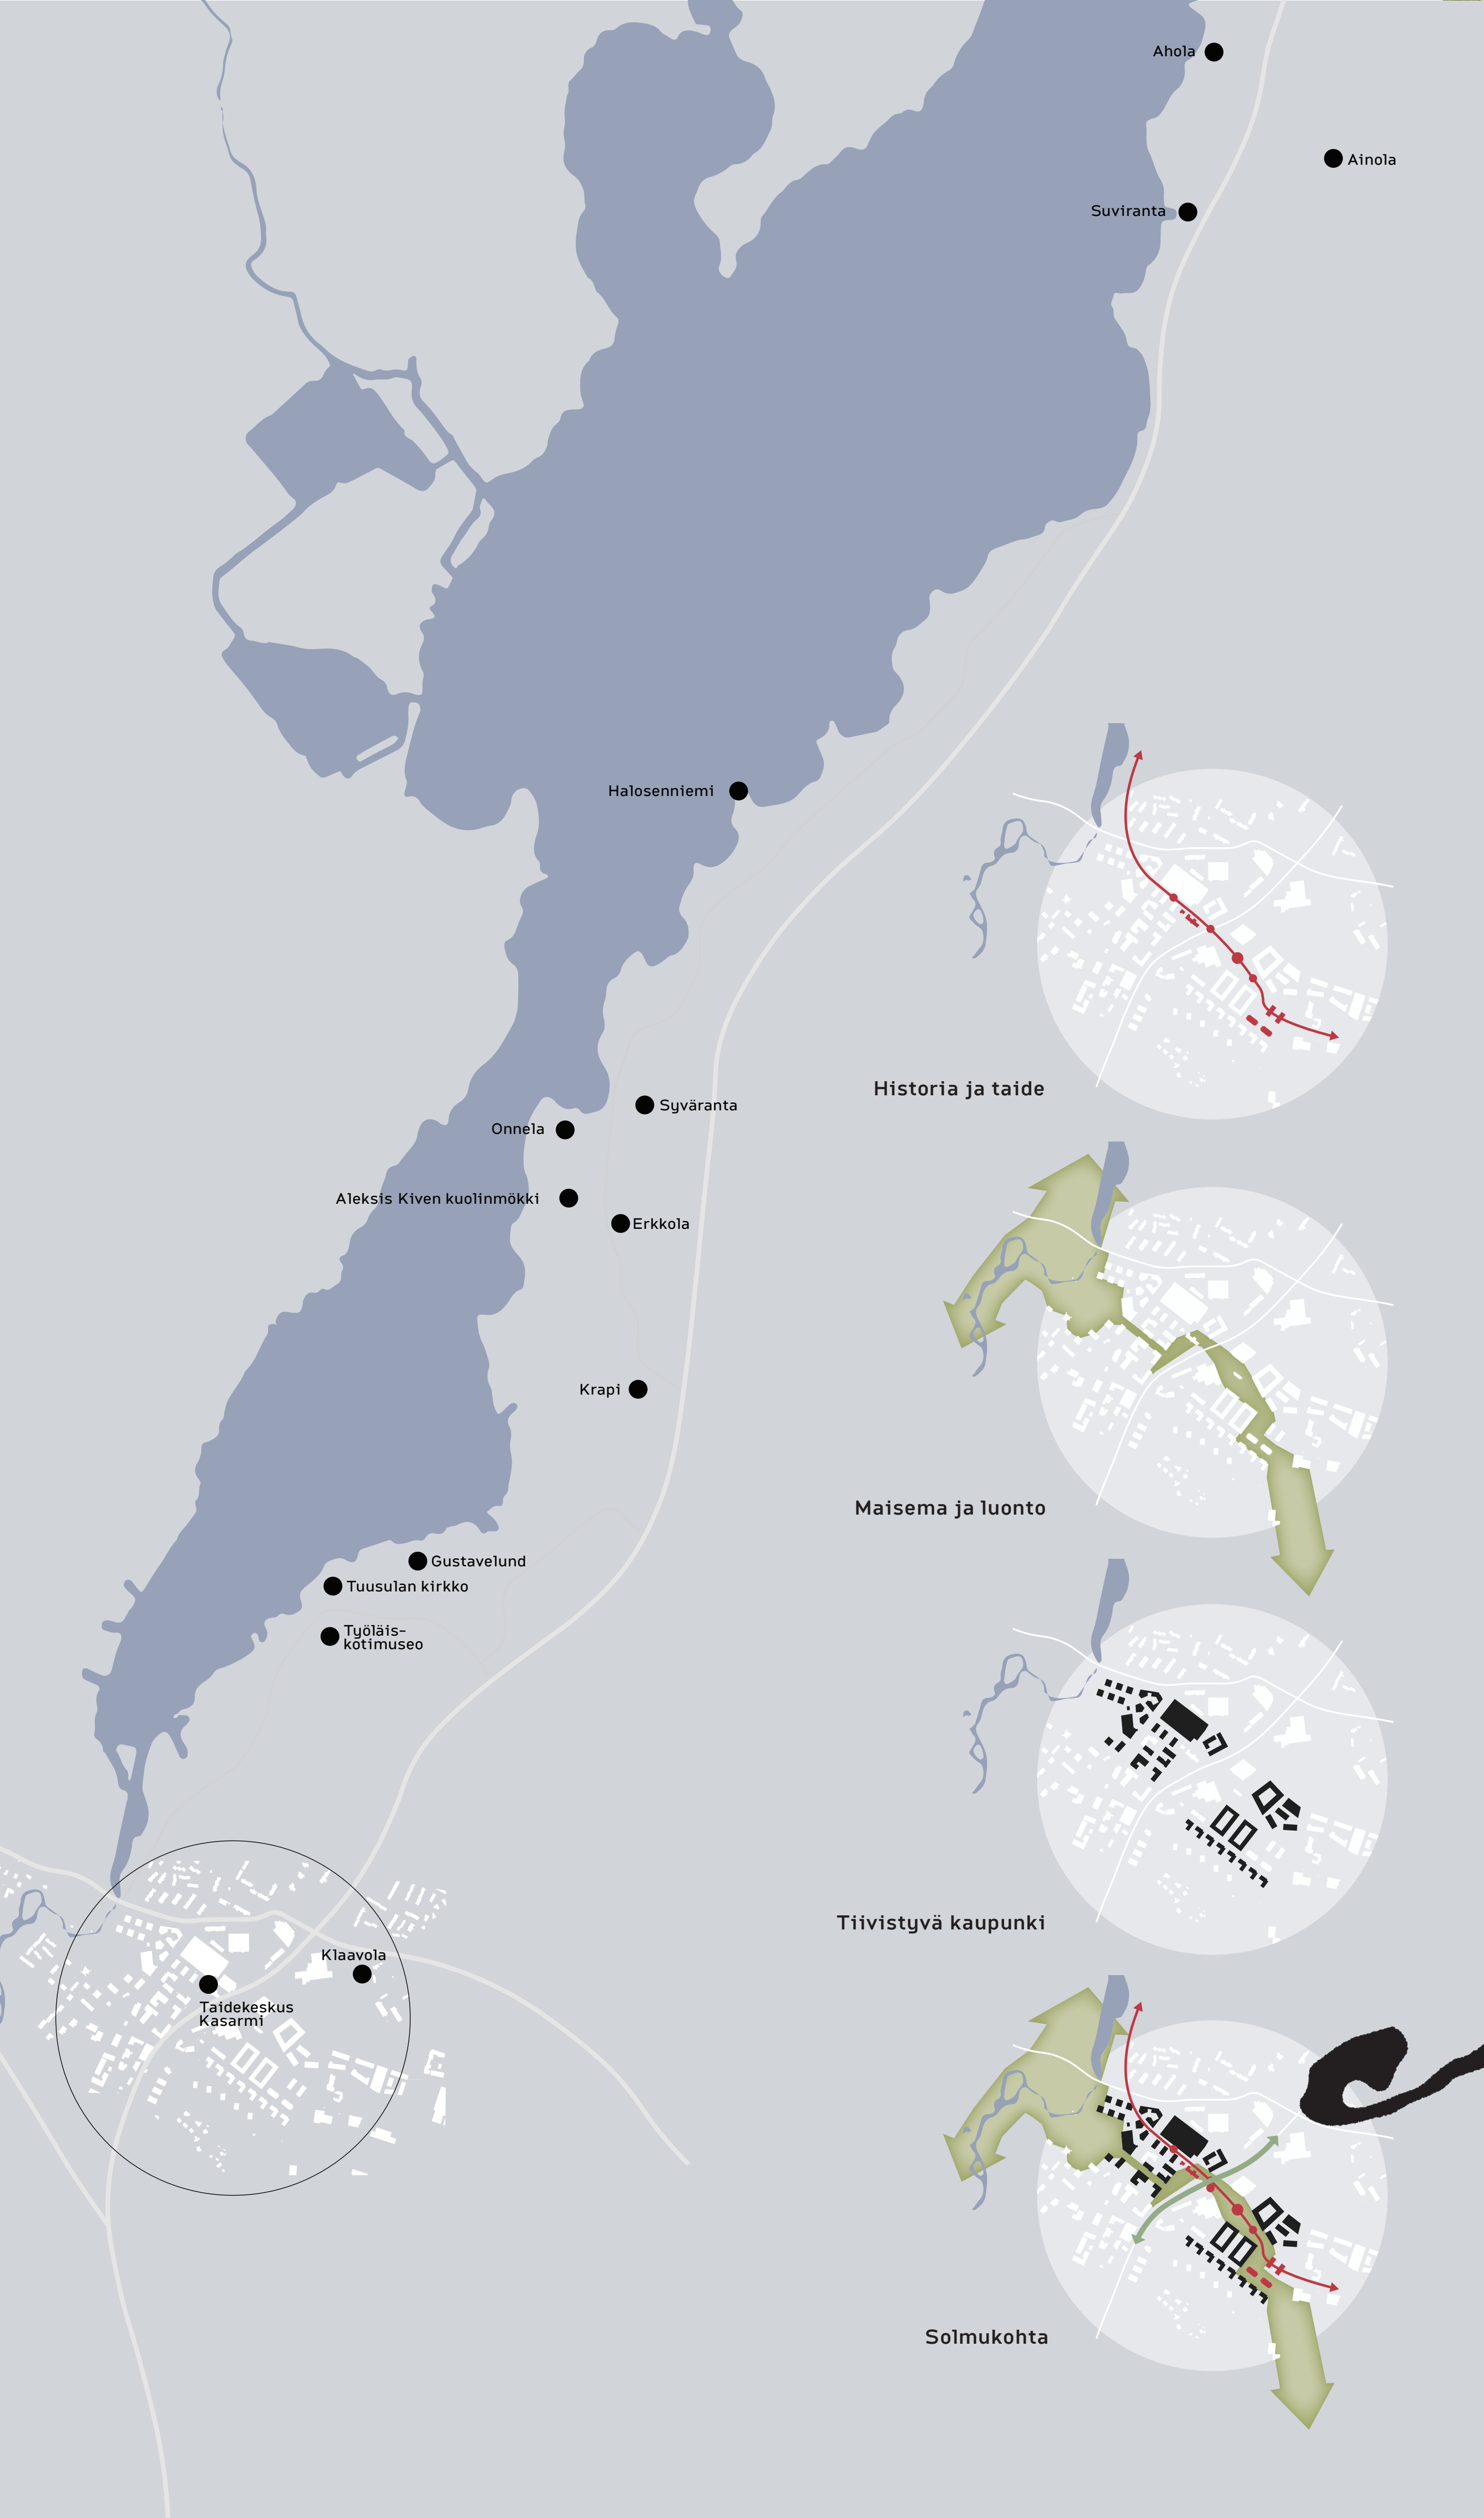 Ahola
Ainola
Suviranta
Halosenniemi
Historia ja taide
Syväranta
Onnela
Aleksis Kiven kuolinmökki
Erkkola
Krapi
Maisema ja luonto
Gustavelund
Tuusulan kirkko
Työläis-
kotimuseo
Tiivistyvä kaupunki
Klaavola
Taidekeskus
Kasarmi
Solmukohta